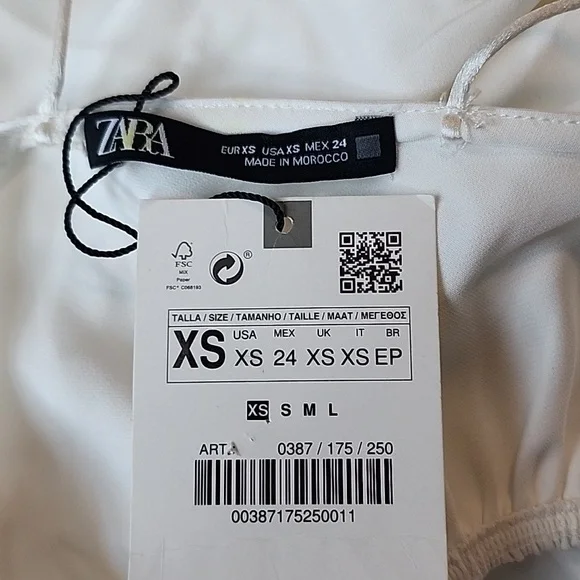 ZARA
EUR XS USA XS MEX 24
MADE IN MOROCCO
FSC
MIX
Paper
FSC® C068193
®
TALLA / SIZE / TAMANHO / TAILLE / MAAT / ΜΕΓΕΘΟΣ
XS
USA MEX UK IT BR
XS 24 XS XS EP
XS S M L
ART. 0387 / 175 / 250
00387175250011